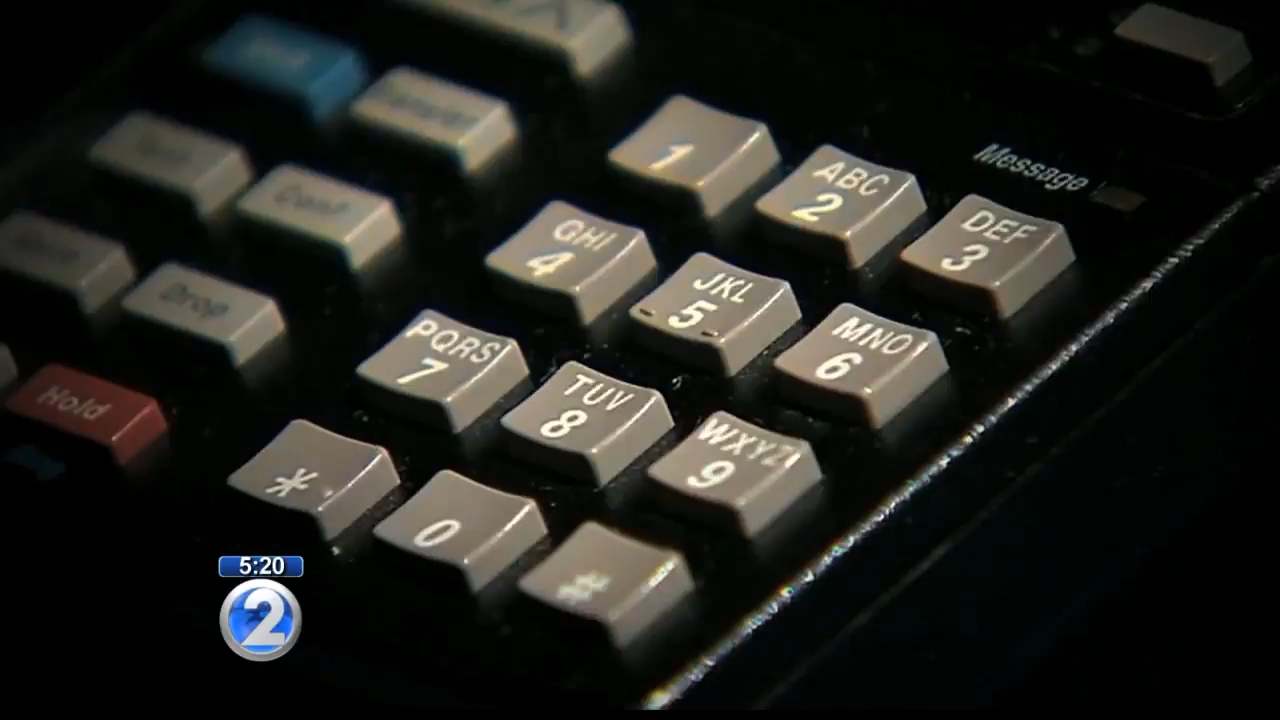 1
ABC
2
Message
DEF
3
GHI
4
JKL
5
MNO
6
Conf
Drop
PQRS
7
TUV
8
WXYZ
9
Hold
*
0
#
5:20
2